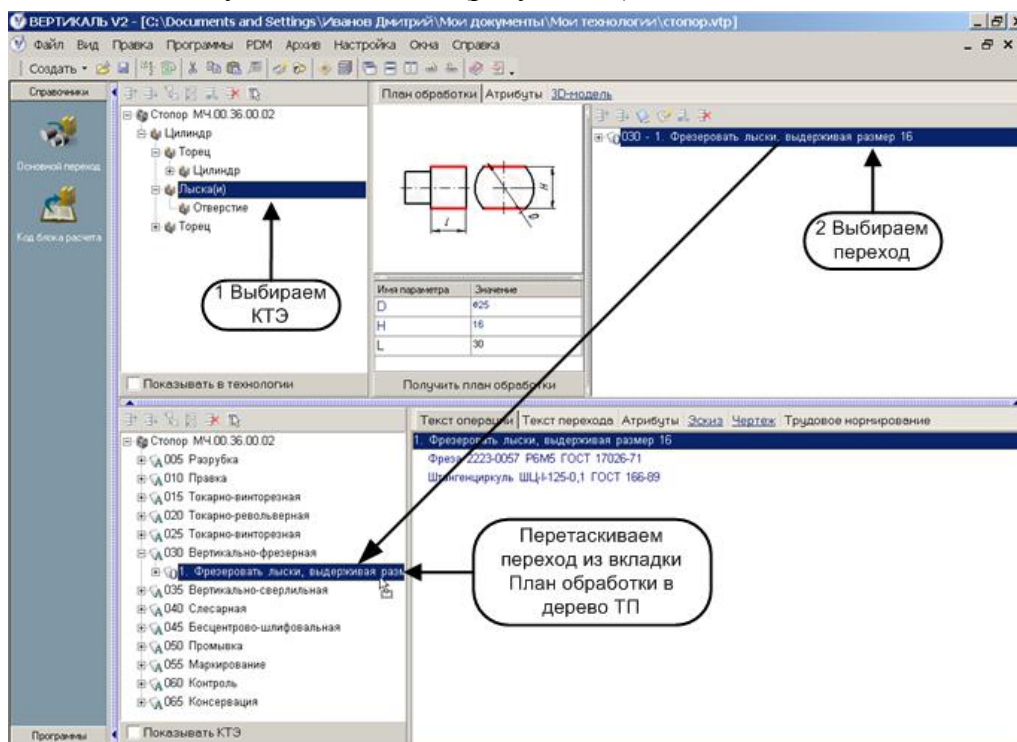 ВЕРТИКАЛЬ V2 - [C:\Documents and Settings\Иванов Дмитрий\Мои документы\Мои технологии\стопор.vtp]
Файл Вид Правка Программы PDM Архив Настройка Окна Справка
Создать
Справочники
План обработки Атрибуты 3D-модель
Стопор МЧ.00.36.00.02
Цилиндр
Торец
Цилиндр
Лыска(и)
Отверстие
Торец
Основной переход
Код блока расчета
1 Выбираем
КТЭ
Показывать в технологии
H
l
D
Имя параметра Значение
D ø25
H 16
L 30
Получить план обработки
030 - 1. Фрезеровать лыски, выдерживая размер 16
2 Выбираем
переход
Стопор МЧ.00.36.00.02
005 Разрубка
010 Правка
015 Токарно-винторезная
020 Токарно-револьверная
025 Токарно-винторезная
030 Вертикально-фрезерная
1. Фрезеровать лыски, выдерживая разм
035 Вертикально-сверлильная
040 Слесарная
045 Бесцентрово-шлифовальная
050 Промывка
055 Маркирование
060 Контроль
065 Консервация
Показывать КТЭ
Программы
Текст операции Текст перехода Атрибуты Эскиз Чертеж Трудовое нормирование
1. Фрезеровать лыски, выдерживая размер 16
Фреза 2223-0057 Р6М5 ГОСТ 17026-71
Штангенциркуль ШЦ-I-125-0,1 ГОСТ 166-89
Перетаскиваем
переход из вкладки
План обработки в
дерево ТП